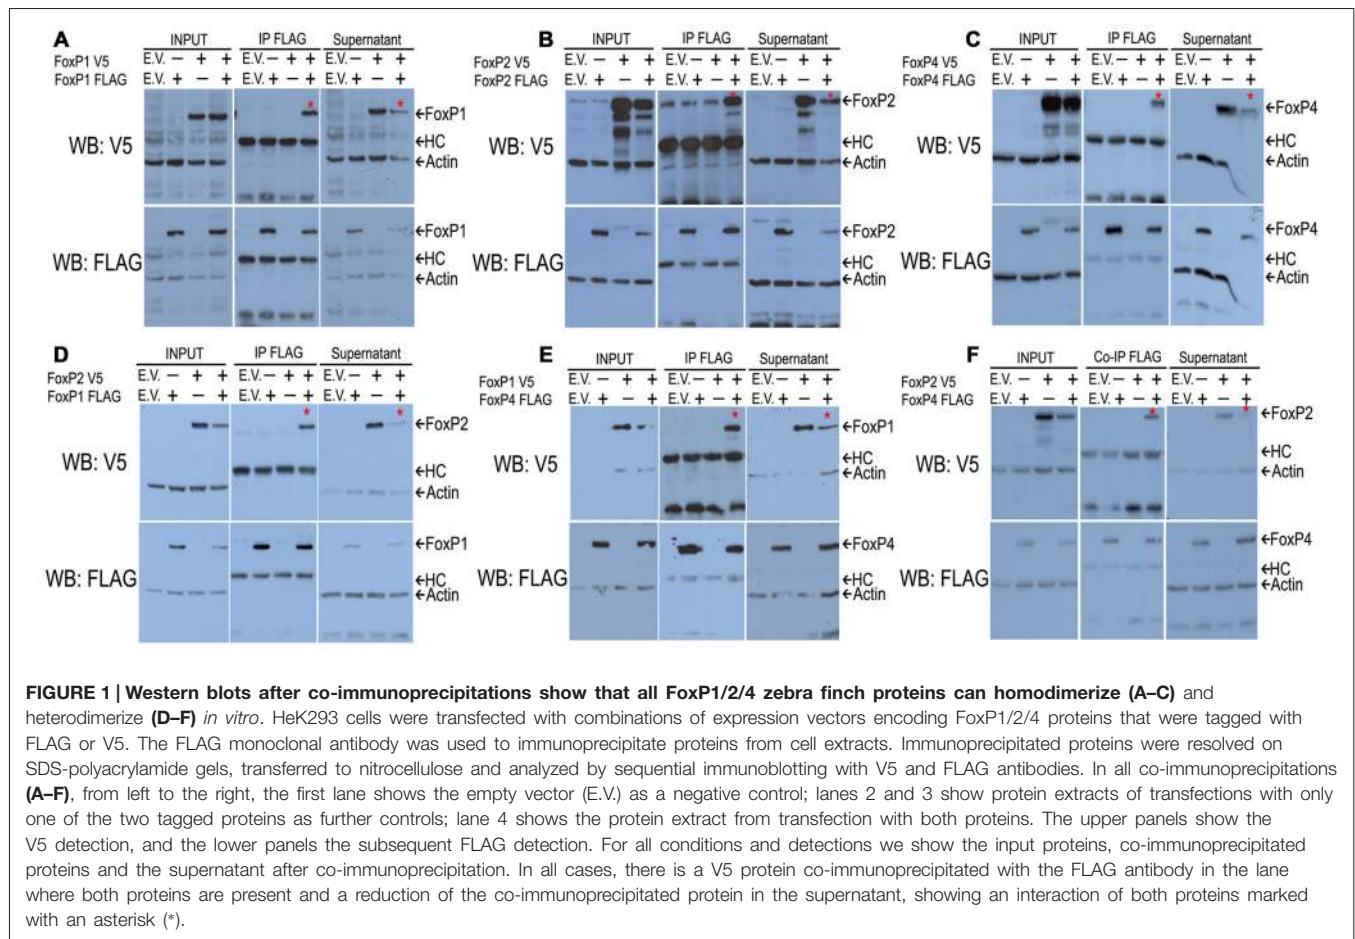 A
INPUT IP FLAG Supernatant
FoxP1 V5 E.V. − + + E.V. − + + E.V. − + +
FoxP1 FLAG E.V. + − + E.V. + − + E.V. + − +
WB: V5
*
*
←FoxP1
←HC
←Actin
WB: FLAG
←FoxP1
←HC
←Actin
B
INPUT IP FLAG Supernatant
FoxP2 V5 E.V. − + + E.V. − + + E.V. − + +
FoxP2 FLAG E.V. + − + E.V. + − + E.V. + − +
WB: V5
*
*
←FoxP2
←HC
←Actin
WB: FLAG
←FoxP2
←HC
←Actin
C
INPUT IP FLAG Supernatant
FoxP4 V5 E.V. − + + E.V. − + + E.V. − + +
FoxP4 FLAG E.V. + − + E.V. + − + E.V. + − +
WB: V5
*
*
←FoxP4
←HC
←Actin
WB: FLAG
←FoxP4
←HC
←Actin
D
INPUT IP FLAG Supernatant
FoxP2 V5 E.V. − + + E.V. − + + E.V. − + +
FoxP1 FLAG E.V. + − + E.V. + − + E.V. + − +
WB: V5
*
*
←FoxP2
←HC
←Actin
WB: FLAG
←FoxP1
←HC
←Actin
E
INPUT IP FLAG Supernatant
FoxP1 V5 E.V. − + + E.V. − + + E.V. − + +
FoxP4 FLAG E.V. + − + E.V. + − + E.V. + − +
WB: V5
*
*
←FoxP1
←HC
←Actin
WB: FLAG
←FoxP4
←HC
←Actin
F
INPUT Co-IP FLAG Supernatant
FoxP2 V5 E.V. − + + E.V. − + + E.V. − + +
FoxP4 FLAG E.V. + − + E.V. + − + E.V. + − +
WB: V5
*
*
←FoxP2
←HC
←Actin
WB: FLAG
←FoxP4
←HC
←Actin
FIGURE 1 | Western blots after co-immunoprecipitations show that all FoxP1/2/4 zebra finch proteins can homodimerize (A–C) and
heterodimerize (D–F) in vitro. HeK293 cells were transfected with combinations of expression vectors encoding FoxP1/2/4 proteins that were tagged with
FLAG or V5. The FLAG monoclonal antibody was used to immunoprecipitate proteins from cell extracts. Immunoprecipitated proteins were resolved on
SDS-polyacrylamide gels, transferred to nitrocellulose and analyzed by sequential immunoblotting with V5 and FLAG antibodies. In all co-immunoprecipitations
(A–F), from left to the right, the first lane shows the empty vector (E.V.) as a negative control; lanes 2 and 3 show protein extracts of transfections with only
one of the two tagged proteins as further controls; lane 4 shows the protein extract from transfection with both proteins. The upper panels show the
V5 detection, and the lower panels the subsequent FLAG detection. For all conditions and detections we show the input proteins, co-immunoprecipitated
proteins and the supernatant after co-immunoprecipitation. In all cases, there is a V5 protein co-immunoprecipitated with the FLAG antibody in the lane
where both proteins are present and a reduction of the co-immunoprecipitated protein in the supernatant, showing an interaction of both proteins marked
with an asterisk (*).